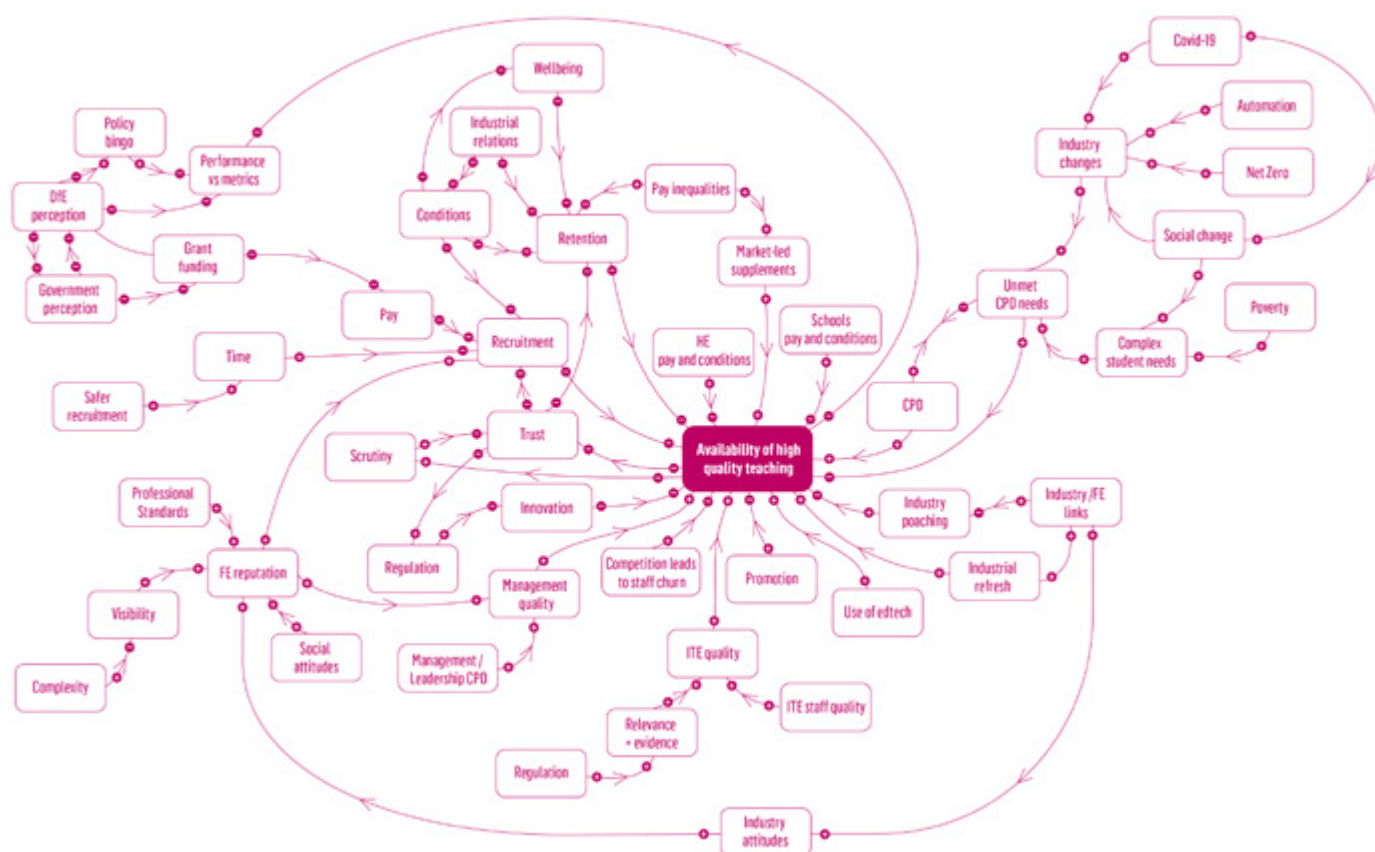 Covid-19
Wellbeing
Automation
Policy
bingo
Industrial
relations
Industry
changes
Performance
vs metrics
Net Zero
Pay inequalities
DfE
perception
Conditions
Retention
Social change
Grant
funding
Market-led
supplements
Government
perception
Unmet
CPD needs
Pay
Poverty
Schools
pay and conditions
Recruitment
HE
pay and conditions
Complex
student needs
Time
Safer
recruitment
CPD
Trust
Scrutiny
Availability of high
quality teaching
Professional
Standards
Innovation
Industry
poaching
Industry /FE
links
Regulation
FE reputation
Competition leads
to staff churn
Promotion
Industrial
refresh
Management
quality
Visibility
Use of edtech
Social
attitudes
ITE quality
Management /
Leadership CPD
Complexity
ITE staff quality
Relevance
+ evidence
Regulation
Industry
attitudes